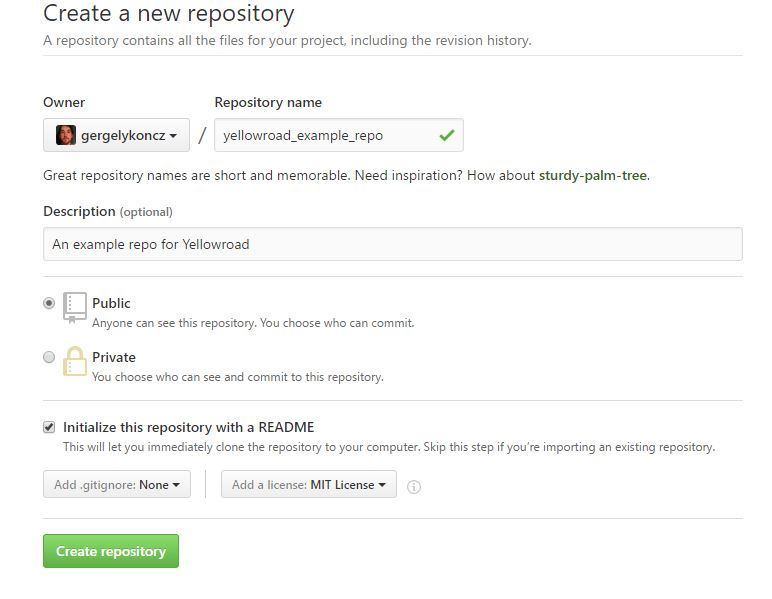 Create a new repository
A repository contains all the files for your project, including the revision history.
Owner Repository name
gergelykoncz / yellowroad_example_repo
Great repository names are short and memorable. Need inspiration? How about sturdy-palm-tree.
Description (optional)
An example repo for Yellowroad
Public
Anyone can see this repository. You choose who can commit.
Private
You choose who can see and commit to this repository.
Initialize this repository with a README
This will let you immediately clone the repository to your computer. Skip this step if you're importing an existing repository.
Add .gitignore: None Add a license: MIT License
Create repository